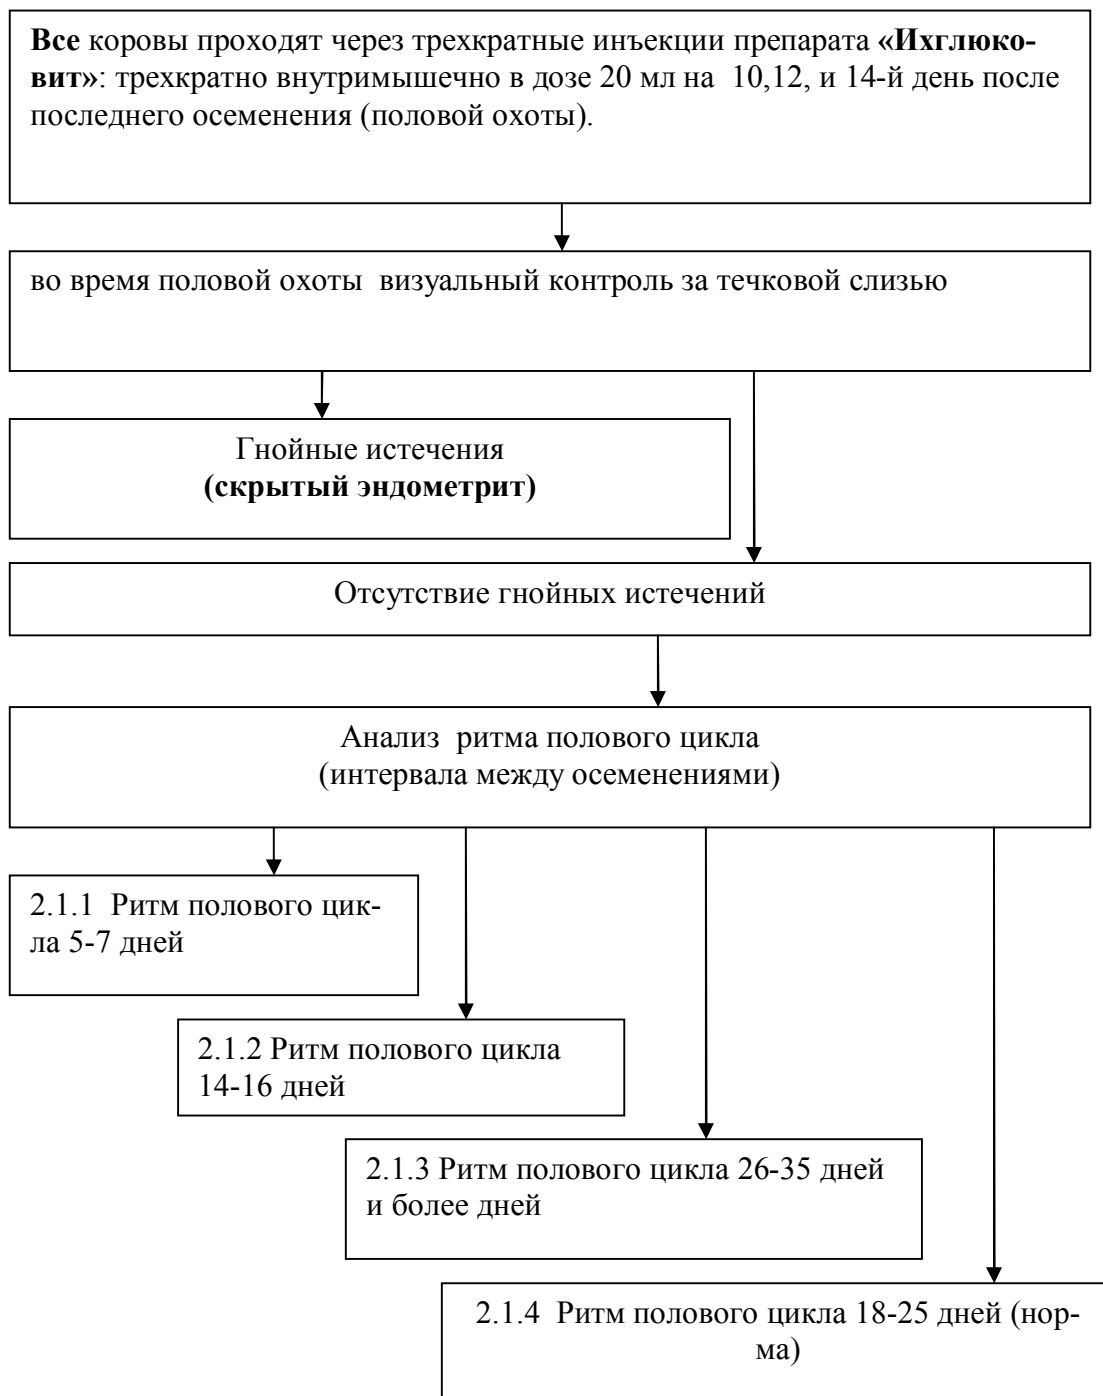 Все коровы проходят через трехкратные инъекции препарата «Ихглюко-
вит»: трехкратно внутримышечно в дозе 20 мл на  10,12, и 14-й день после
последнего осеменения (половой охоты).
во время половой охоты  визуальный контроль за течковой слизью
Гнойные истечения
(скрытый эндометрит)
Отсутствие гнойных истечений
Анализ  ритма полового цикла
(интервала между осеменениями)
2.1.1  Ритм полового цик-
ла 5-7 дней
2.1.2 Ритм полового цикла
14-16 дней
2.1.3 Ритм полового цикла 26-35 дней
и более дней
2.1.4  Ритм полового цикла 18-25 дней (нор-
ма)